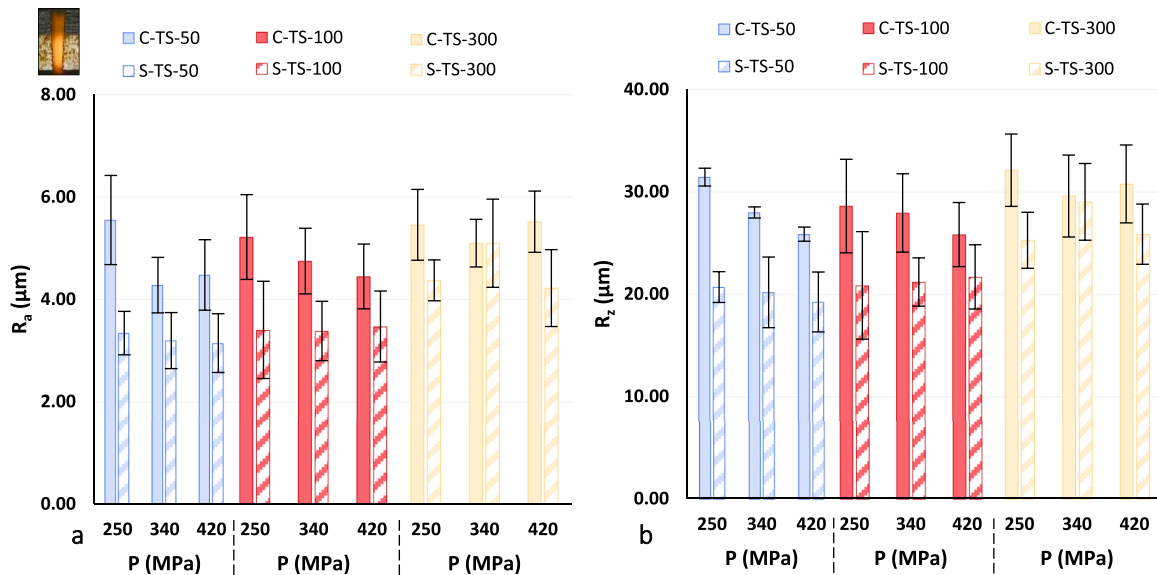 C-TS-50 C-TS-100 C-TS-300
S-TS-50 S-TS-100 S-TS-300
8.00
6.00
4.00
2.00
0.00
Ra (µm)
250 340 420 250 340 420 250 340 420
a P (MPa) P (MPa) P (MPa)
C-TS-50 C-TS-100 C-TS-300
S-TS-50 S-TS-100 S-TS-300
40.00
30.00
20.00
10.00
0.00
Rz (µm)
250 340 420 250 340 420 250 340 420
b P (MPa) P (MPa) P (MPa)